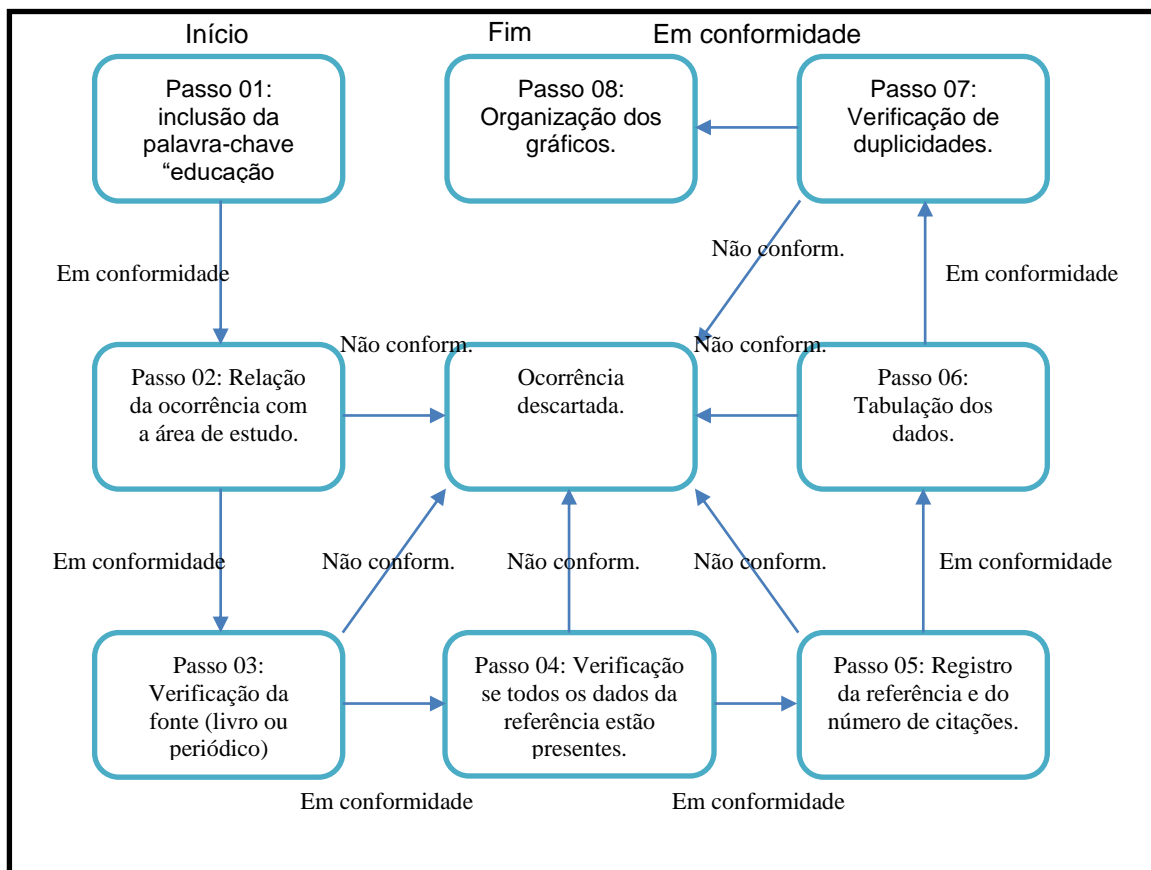 Início
Fim
Em conformidade
Passo 01:
inclusão da
palavra-chave
“educação
Passo 08:
Organização dos
gráficos.
Passo 07:
Verificação de
duplicidades.
Em conformidade
Não conform.
Em conformidade
Não conform.
Não conform.
Passo 02: Relação
da ocorrência com
a área de estudo.
Ocorrência
descartada.
Passo 06:
Tabulação dos
dados.
Em conformidade
Não conform.
Não conform.
Não conform.
Em conformidade
Passo 03:
Verificação da
fonte (livro ou
periódico)
Passo 04: Verificação
se todos os dados da
referência estão
presentes.
Passo 05: Registro
da referência e do
número de citações.
Em conformidade
Em conformidade